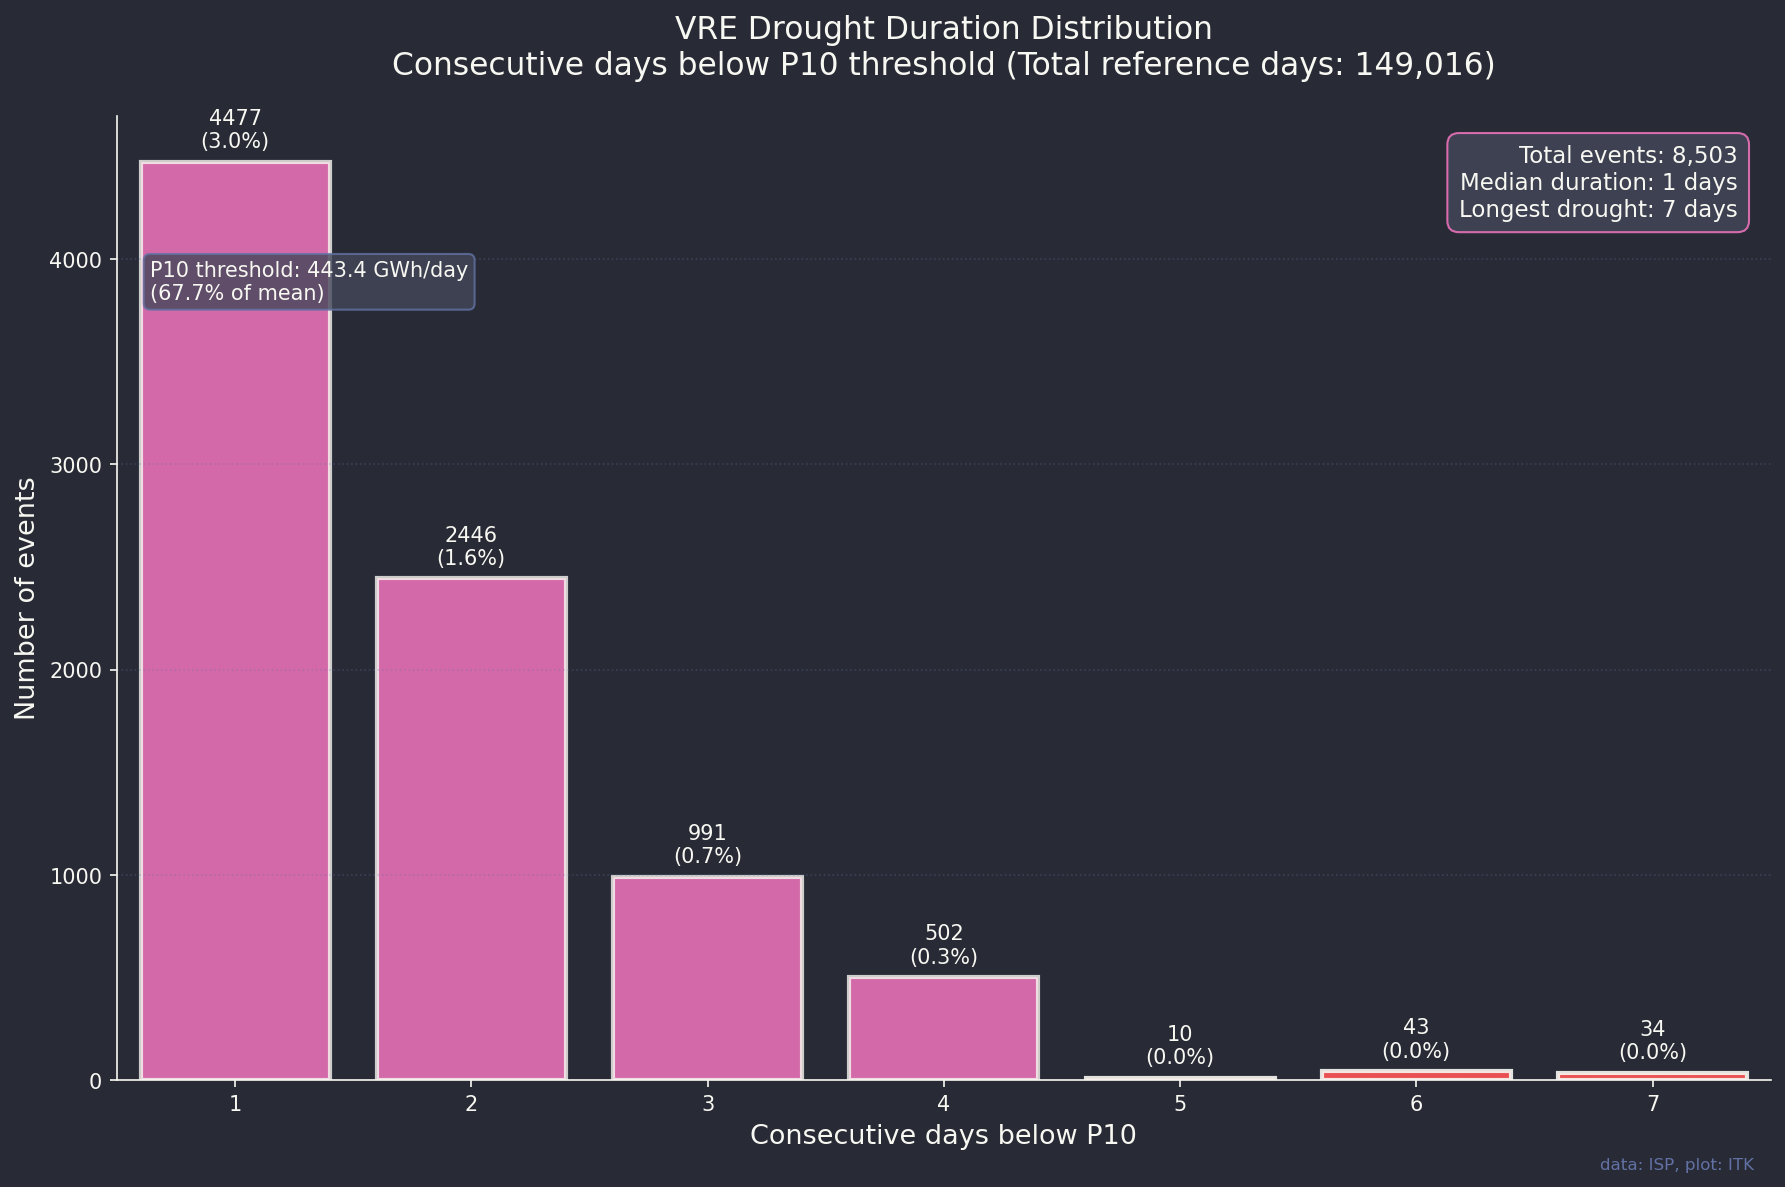 VRE Drought Duration Distribution
Consecutive days below P10 threshold (Total reference days: 149,016)
4477
(3.0%)
Total events: 8,503
Median duration: 1 days
Longest drought: 7 days
P10 threshold: 443.4 GWh/day
(67.7% of mean)
2446
(1.6%)
991
(0.7%)
502
(0.3%)
10
(0.0%)
43
(0.0%)
34
(0.0%)
Number of events
4000
3000
2000
1000
0
1 2 3 4 5 6 7
Consecutive days below P10
data: ISP, plot: ITK